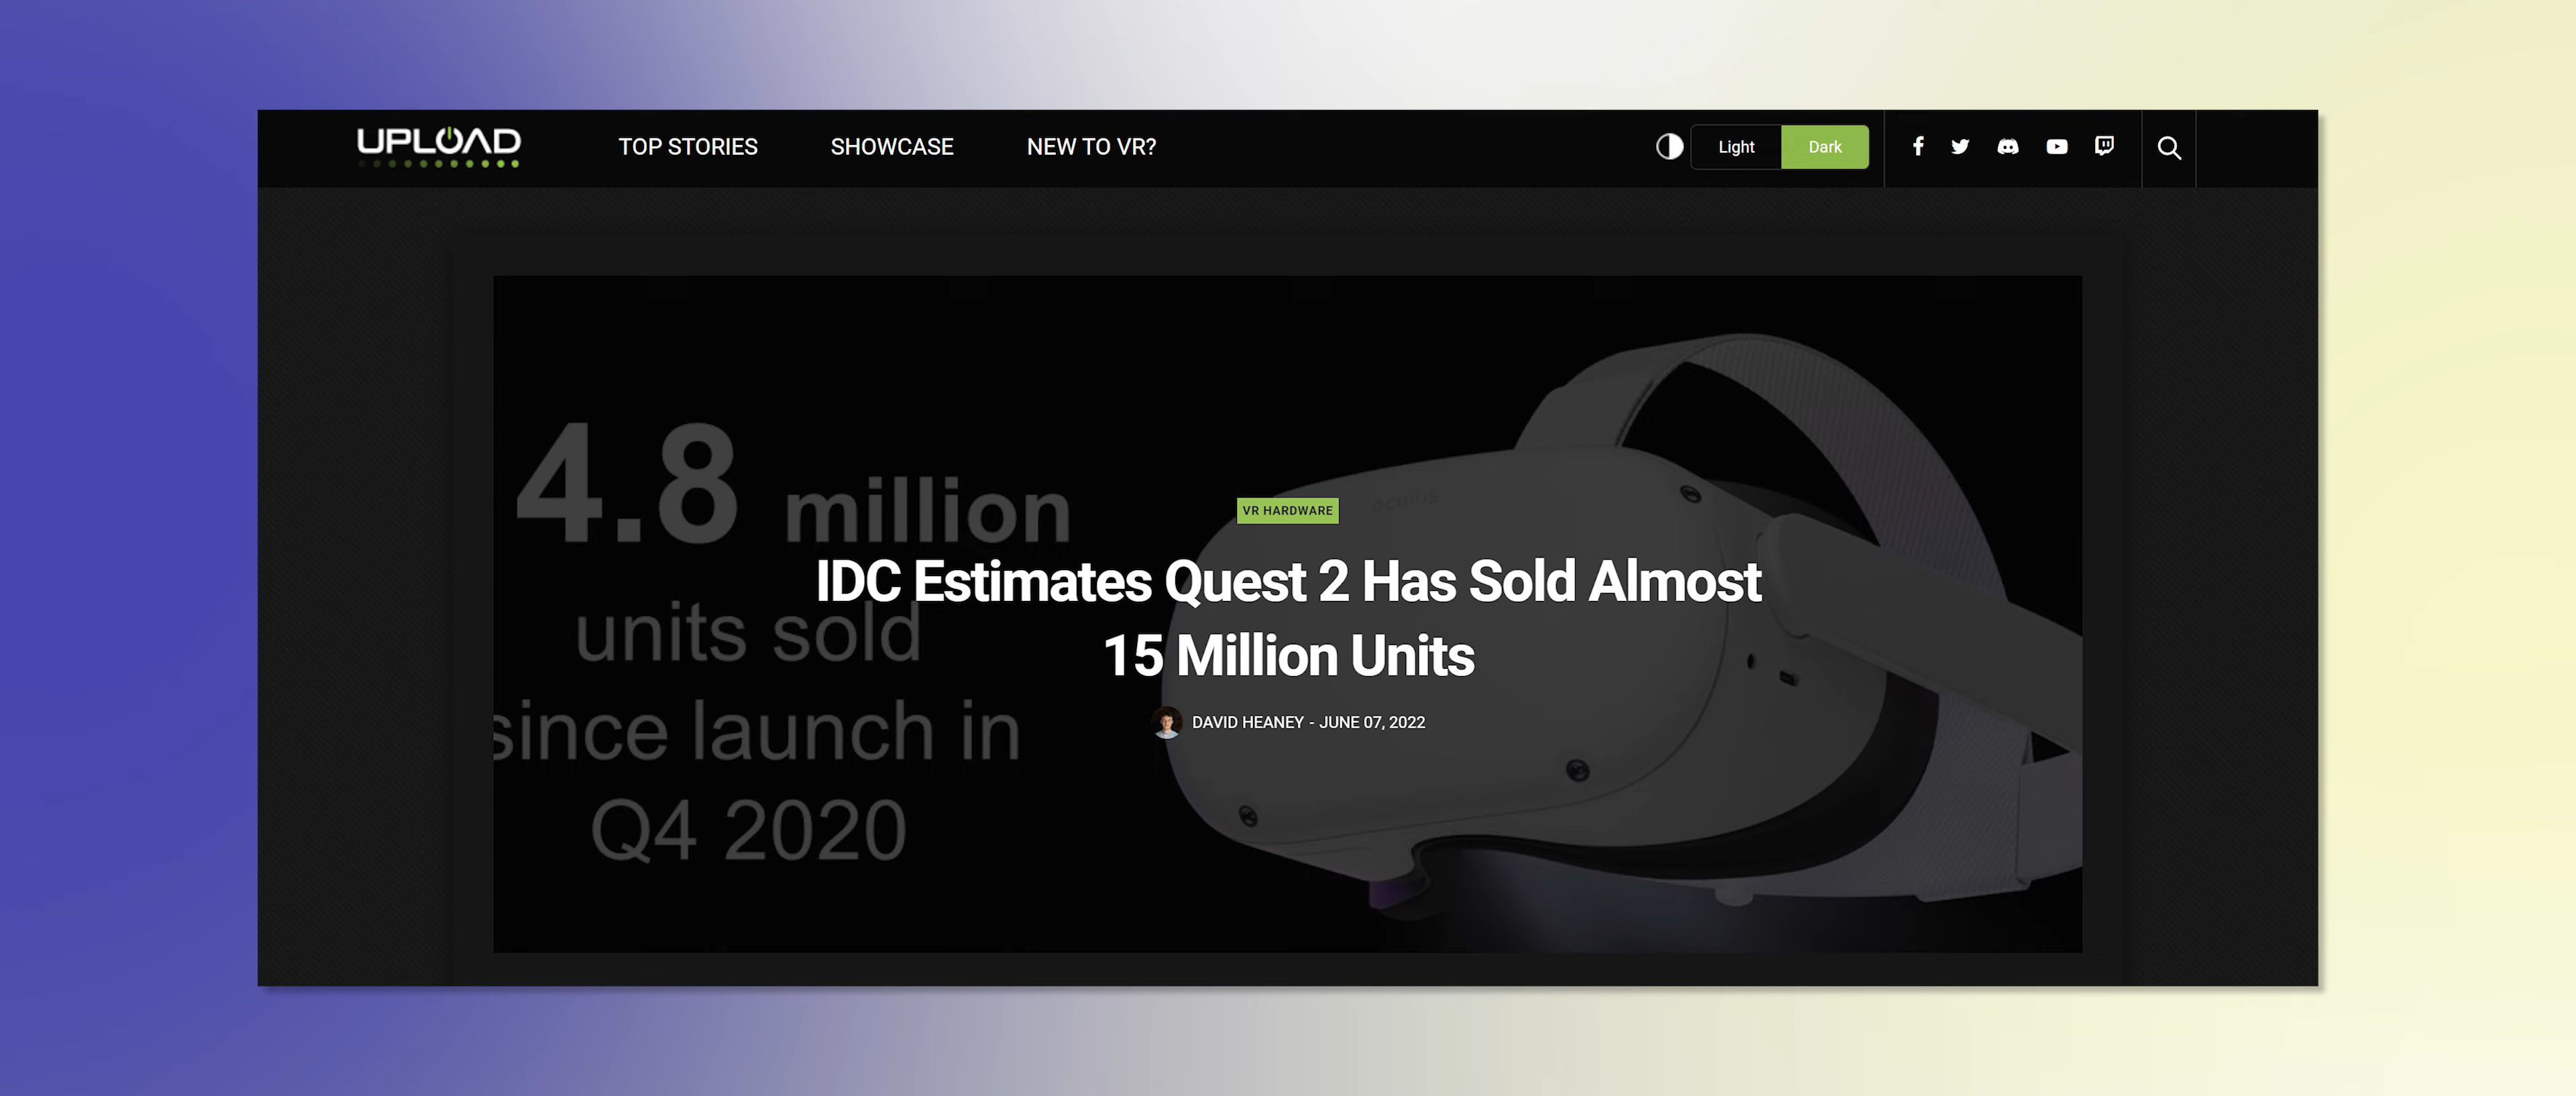 UPLOAD
TOP STORIES
SHOWCASE
NEW TO VR?
Light
Dark
4.8 million
units sold
since launch in
Q4 2020
oculus
VR HARDWARE
IDC Estimates Quest 2 Has Sold Almost
15 Million Units
DAVID HEANEY - JUNE 07, 2022